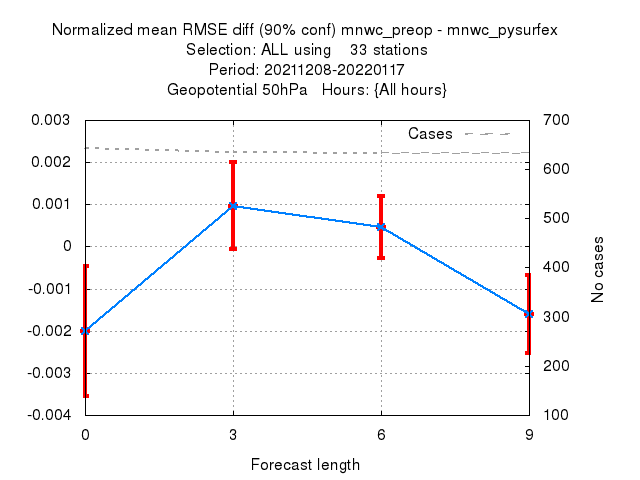 Normalized mean RMSE diff (90% conf) mnwc_preop - mnwc_pysurfex
Selection: ALL using    33 stations
Period: 20211208-20220117
Geopotential 50hPa   Hours: {All hours}
0.003
0.002
0.001
0
-0.001
-0.002
-0.003
-0.004
700
600
500
400
300
200
100
Cases
No cases
0 3 6 9
Forecast length